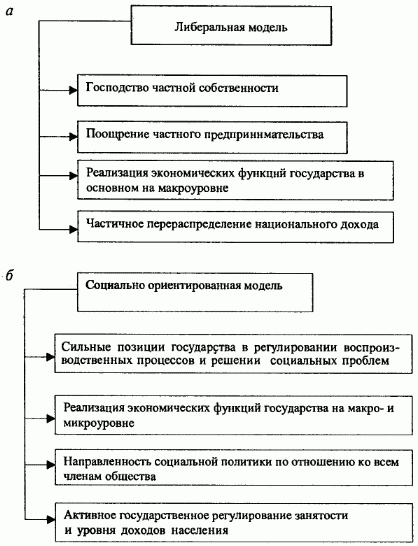 а
Либеральная модель
Господство частной собственности
Поощрение частного предпринимательства
Реализация экономических функций государства в
основном на макроуровне
Частичное перераспределение национального дохода
б
Социально ориентированная модель
Сильные позиции государства в регулировании воспроиз-
водственных процессов и решении социальных проблем
Реализация экономических функций государства на макро- и
микроуровне
Направленность социальной политики по отношению ко всем
членам общества
Активное государственное регулирование занятости
и уровня доходов населения